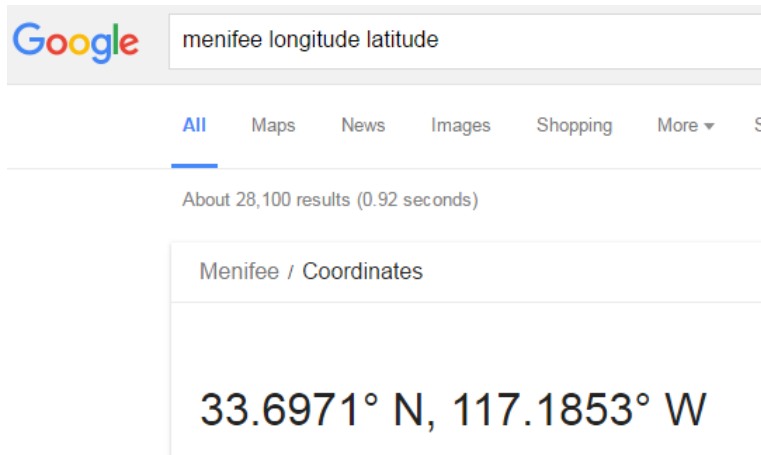 Google menifee longitude latitude
All Maps News Images Shopping More
About 28,100 results (0.92 seconds)
Menifee / Coordinates
33.6971° N, 117.1853° W